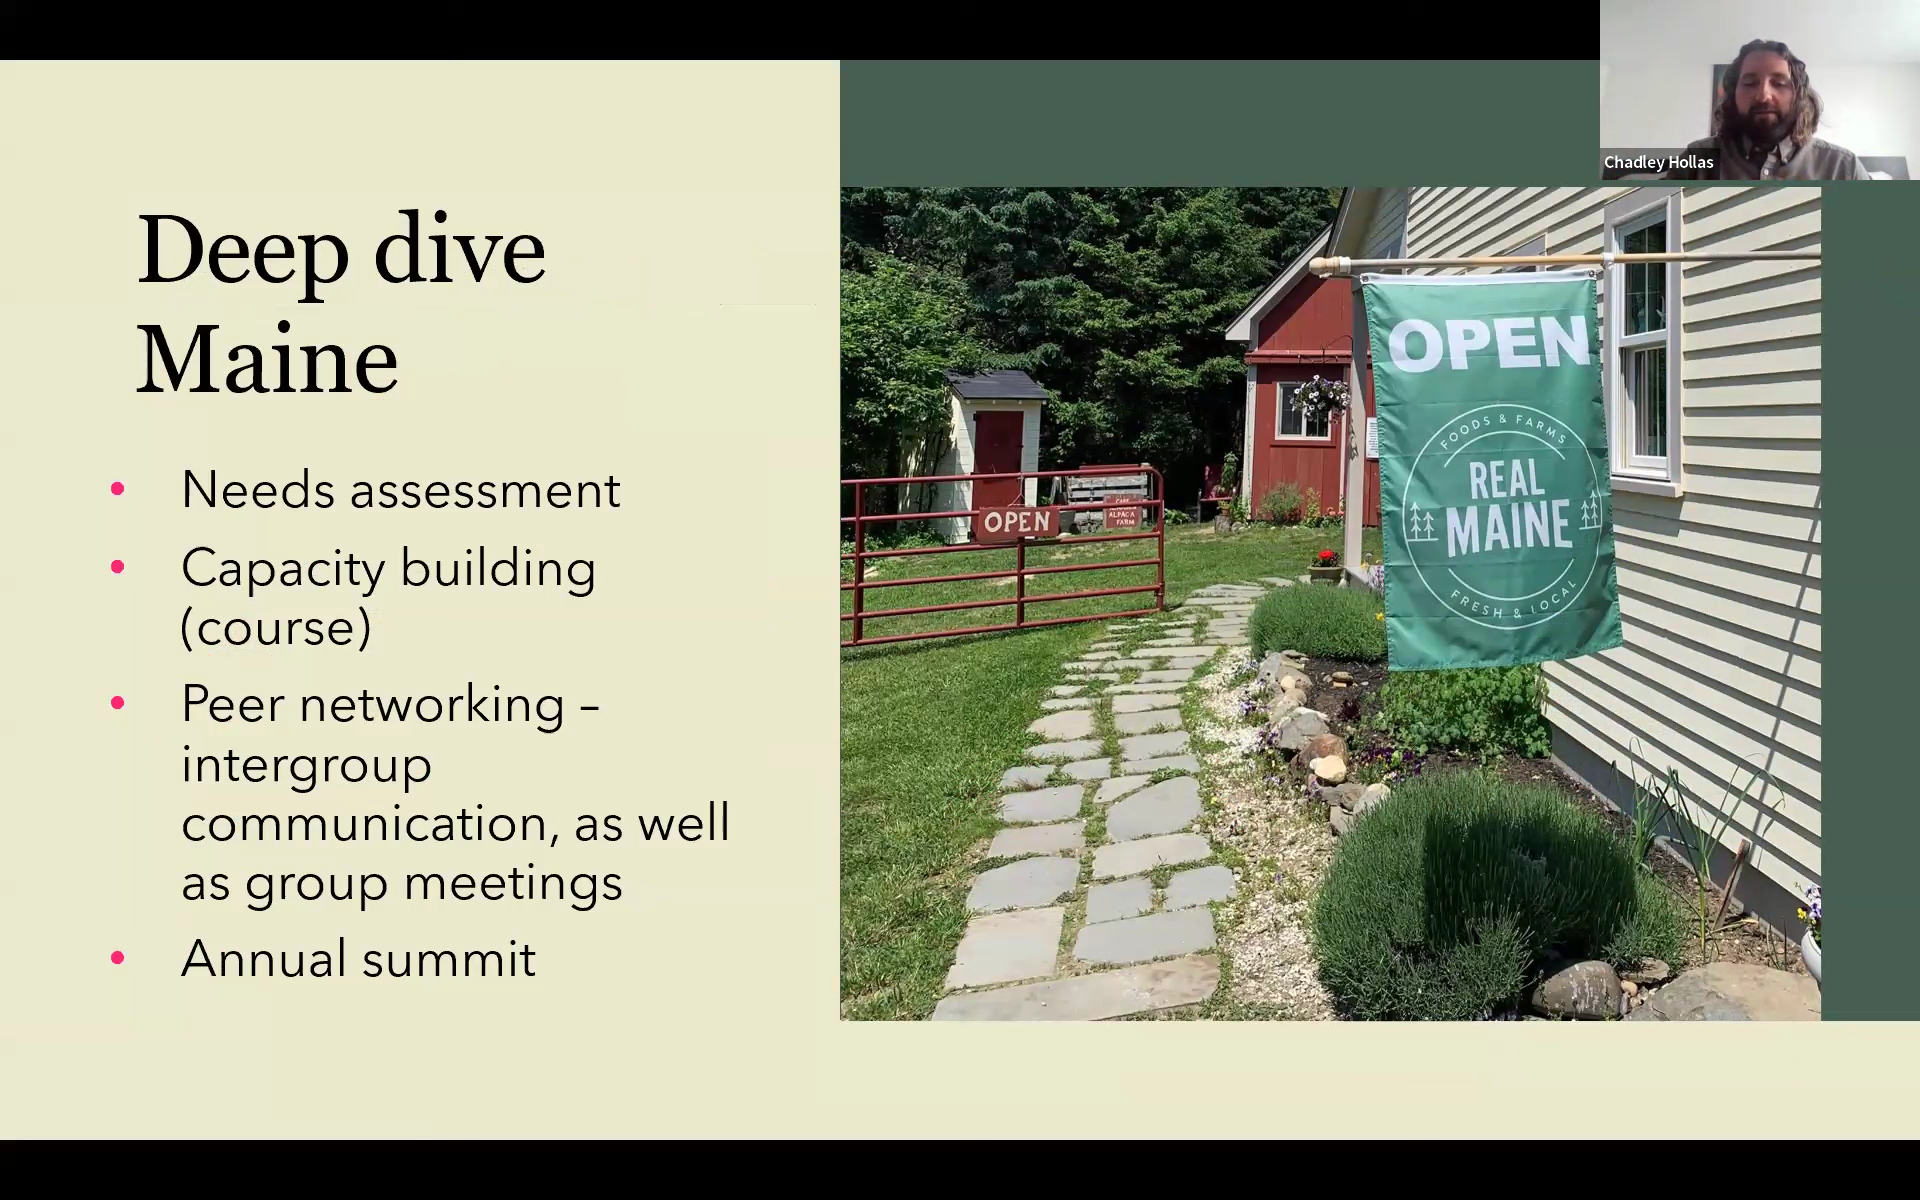 Chadley Hollas
Deep dive
Maine
• Needs assessment
• Capacity building
(course)
• Peer networking –
intergroup
communication, as well
as group meetings
• Annual summit
OPEN
FOODS & FARMS
REAL
MAINE
FRESH & LOCAL
OPEN
ALPACA
FARM